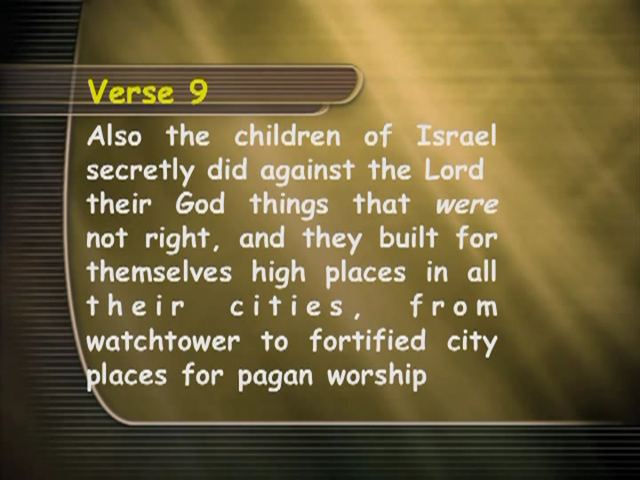 Verse 9
Also the children of Israel
secretly did against the Lord
their God things that were
not right, and they built for
themselves high places in all
their cities, from
watchtower to fortified city
places for pagan worship